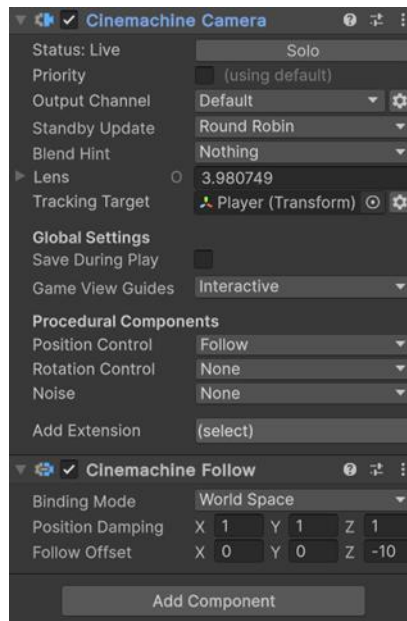 Cinemachine Camera
Status: Live Solo
Priority (using default)
Output Channel Default
Standby Update Round Robin
Blend Hint Nothing
Lens O 3.980749
Tracking Target Player (Transform)
Global Settings
Save During Play
Game View Guides Interactive
Procedural Components
Position Control Follow
Rotation Control None
Noise None
Add Extension (select)
Cinemachine Follow
Binding Mode World Space
Position Damping X 1 Y 1 Z 1
Follow Offset X 0 Y 0 Z -10
Add Component